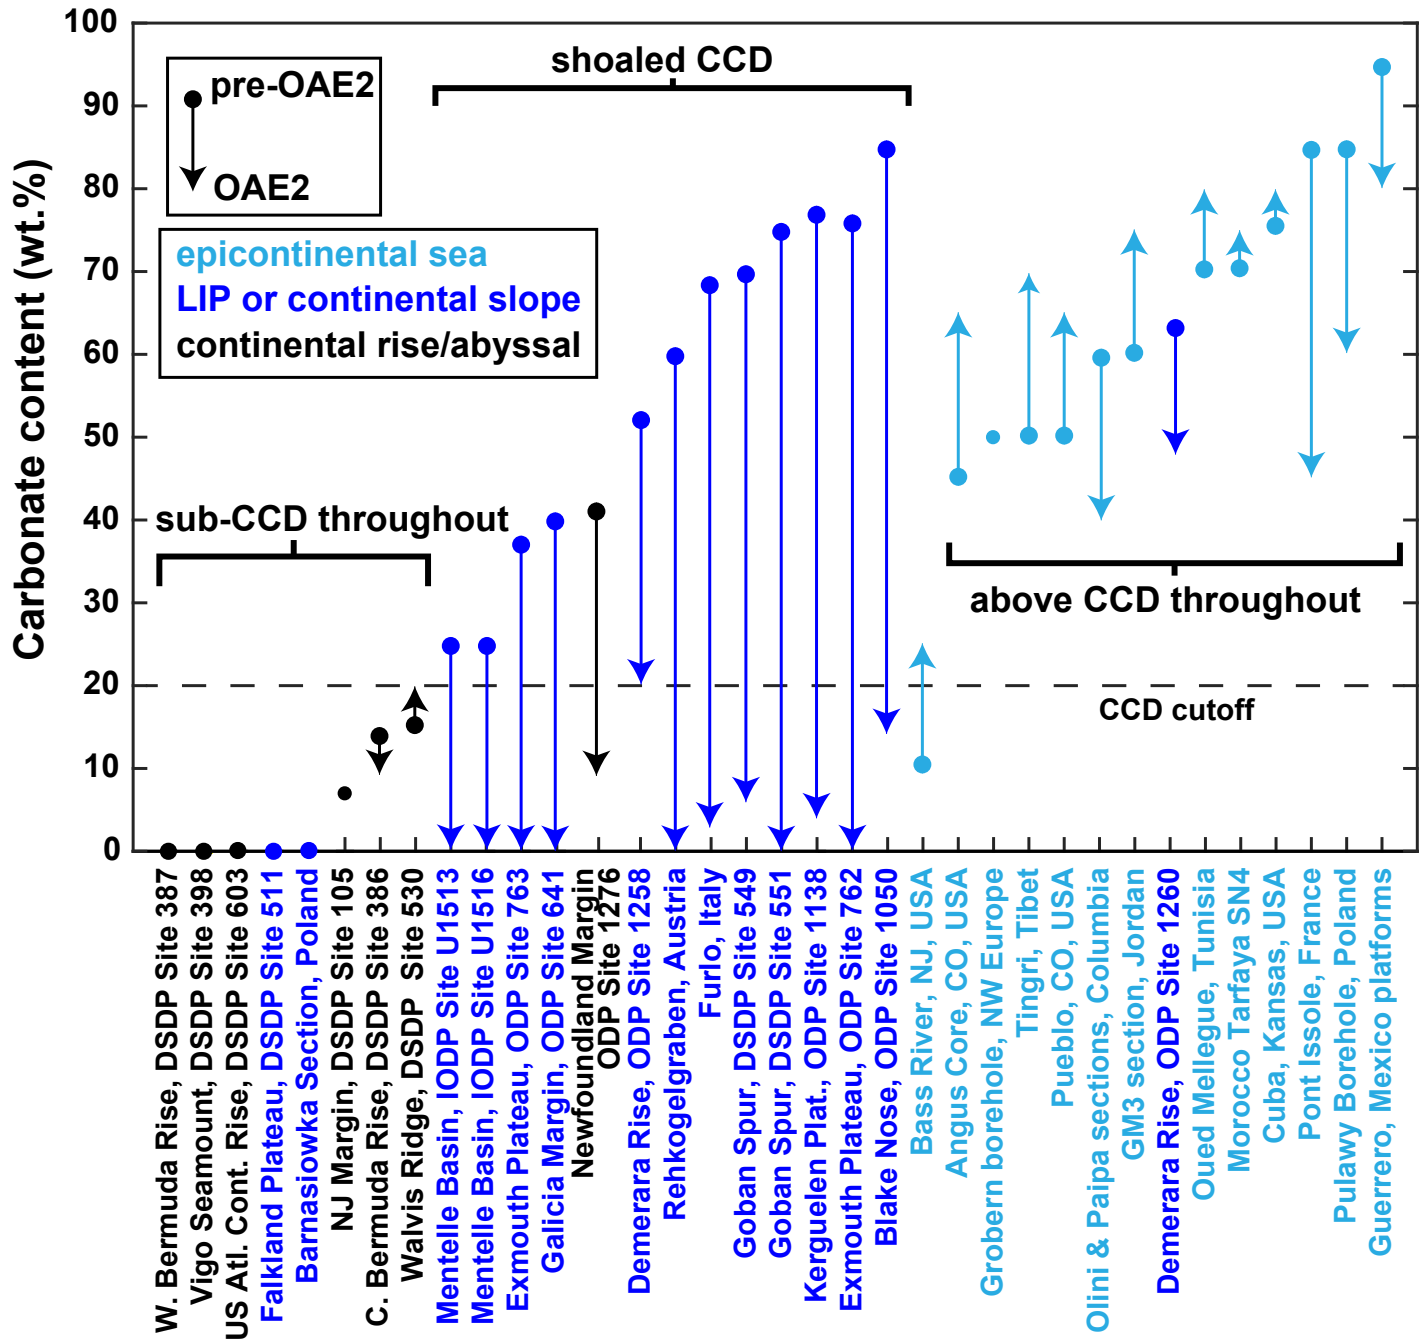 100
90
80
70
60
50
40
30
20
10
0
Carbonate content (wt.%)
pre-OAE2
OAE2
epicontinental sea
LIP or continental slope
continental rise/abyssal
shoaled CCD
sub-CCD throughout
above CCD throughout
CCD cutoff
W. Bermuda Rise, DSDP Site 387
Vigo Seamount, DSDP Site 398
US Atl. Cont. Rise, DSDP Site 603
Falkland Plateau, DSDP Site 511
Barnasiowka Section, Poland
NJ Margin, DSDP Site 105
C. Bermuda Rise, DSDP Site 386
Walvis Ridge, DSDP Site 530
Mentelle Basin, IODP Site U1513
Mentelle Basin, IODP Site U1516
Exmouth Plateau, ODP Site 763
Galicia Margin, ODP Site 641
Newfoundland Margin
ODP Site 1276
Demerara Rise, ODP Site 1258
Rehkogelgraben, Austria
Furlo, Italy
Goban Spur, DSDP Site 549
Goban Spur, DSDP Site 551
Kerguelen Plat., ODP Site 1138
Exmouth Plateau, ODP Site 762
Blake Nose, ODP Site 1050
Bass River, NJ, USA
Angus Core, CO, USA
Grobern borehole, NW Europe
Tingri, Tibet
Pueblo, CO, USA
Olini & Paipa sections, Columbia
GM3 section, Jordan
Demerara Rise, ODP Site 1260
Oued Mellegue, Tunisia
Morocco Tarfaya SN4
Cuba, Kansas, USA
Pont Issole, France
Pulawy Borehole, Poland
Guerrero, Mexico platforms